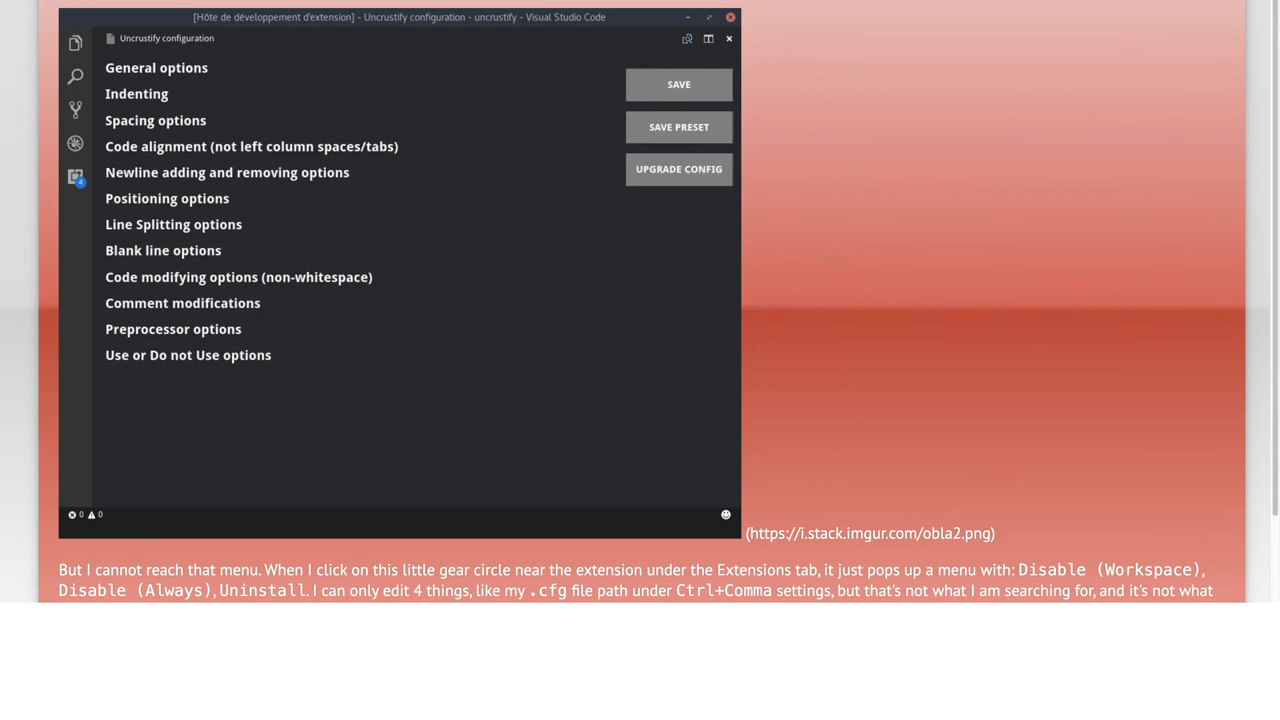 [Hôte de développement d'extension] - Uncrustify configuration - uncrustify - Visual Studio Code
Uncrustify configuration
General options
SAVE
Indenting
Spacing options
SAVE PRESET
Code alignment (not left column spaces/tabs)
Newline adding and removing options
UPGRADE CONFIG
4
Positioning options
Line Splitting options
Blank line options
Code modifying options (non-whitespace)
Comment modifications
Preprocessor options
Use or Do not Use options
0 0
(https://i.stack.imgur.com/obla2.png)
But I cannot reach that menu. When I click on this little gear circle near the extension under the Extensions tab, it just pops up a menu with: Disable (Workspace),
Disable (Always), Uninstall. I can only edit 4 things, like my .cfg file path under Ctrl+Comma settings, but that's not what I am searching for, and it's not what